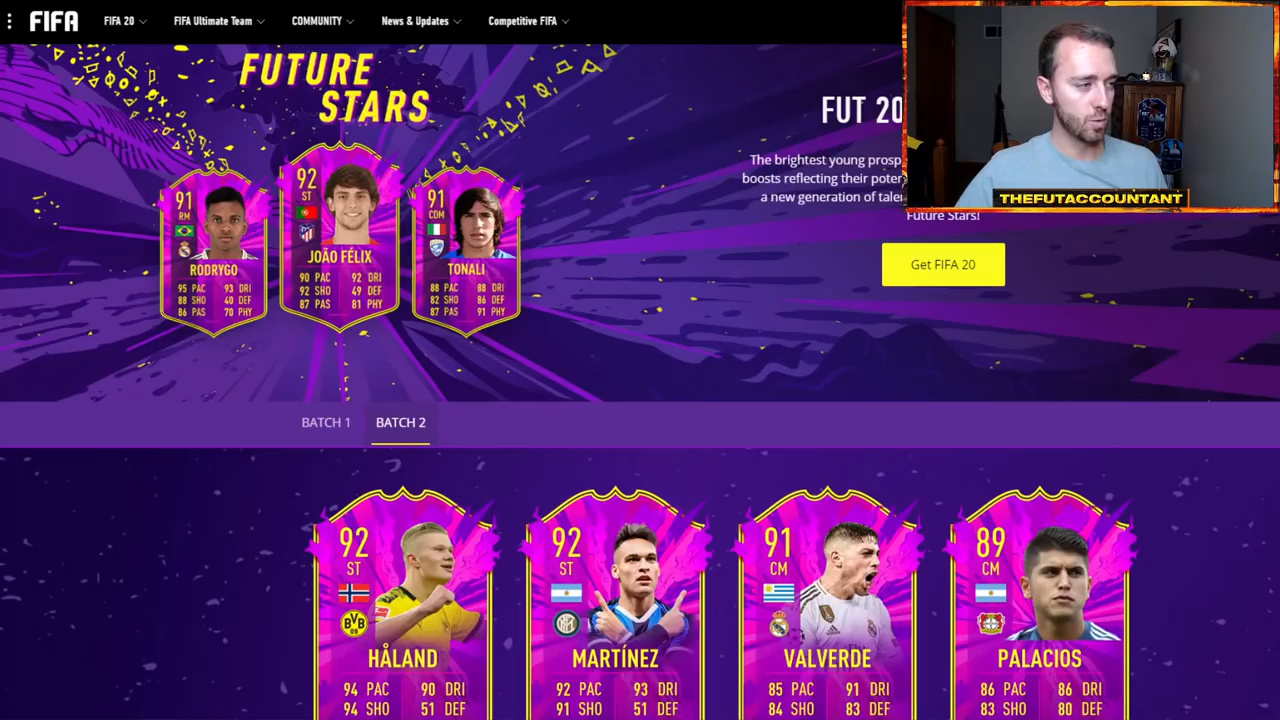 FIFA
FIFA 20
FIFA Ultimate Team
COMMUNITY
News & Updates
Competitive FIFA
FUTURE
STARS
91
RM
RODRYGO
95 PAC 93 DRI
88 SHO 40 DEF
86 PAS 70 PHY
92
ST
JOÃO FÉLIX
90 PAC 92 DRI
92 SHO 49 DEF
87 PAS 81 PHY
91
CDM
TONALI
88 PAC 88 DRI
82 SHO 86 DEF
87 PAS 91 PHY
FUT 20
The brightest young
boosts reflecting their
a new generation of
Future Stars!
Get FIFA 20
THEFUTACCOUNTANT
BATCH 1
BATCH 2
92
ST
BVB
09
HÅLAND
94 PAC 90 DRI
94 SHO 51 DEF
92
ST
MARTÍNEZ
92 PAC 93 DRI
91 SHO 51 DEF
91
CM
VALVERDE
85 PAC 91 DRI
84 SHO 83 DEF
89
CM
PALACIOS
86 PAC 86 DRI
83 SHO 80 DEF